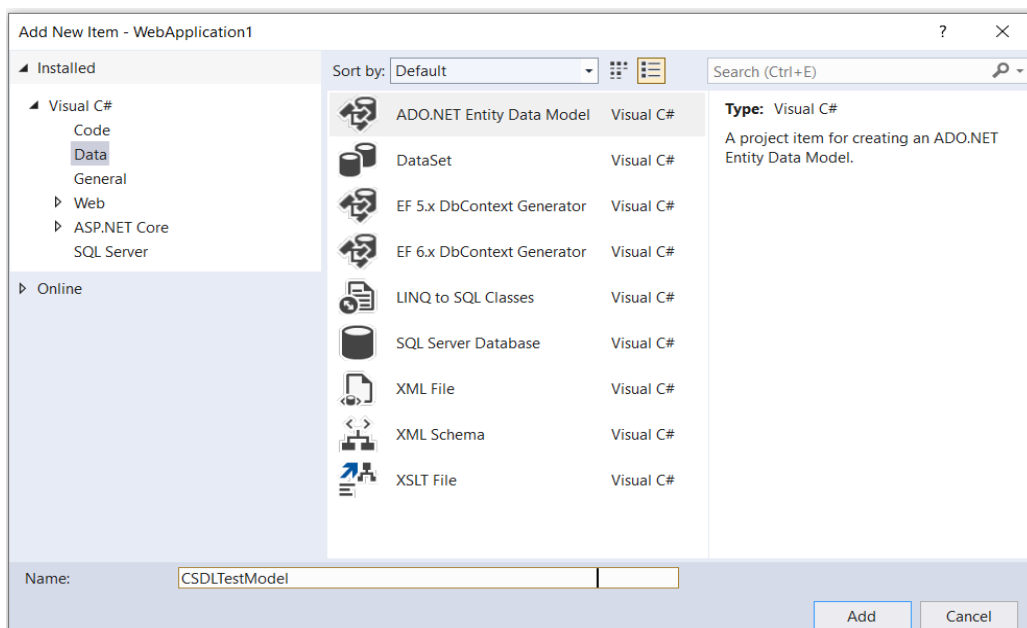 Add New Item - WebApplication1
?
Installed
Sort by: Default
Search (Ctrl+E)
Visual C#
Code
Data
General
Web
ASP.NET Core
SQL Server
Online
ADO.NET Entity Data Model Visual C#
DataSet Visual C#
EF 5.x DbContext Generator Visual C#
EF 6.x DbContext Generator Visual C#
LINQ to SQL Classes Visual C#
SQL Server Database Visual C#
XML File Visual C#
XML Schema Visual C#
XSLT File Visual C#
Type: Visual C#
A project item for creating an ADO.NET
Entity Data Model.
Name: CSDLTestModel
Add Cancel